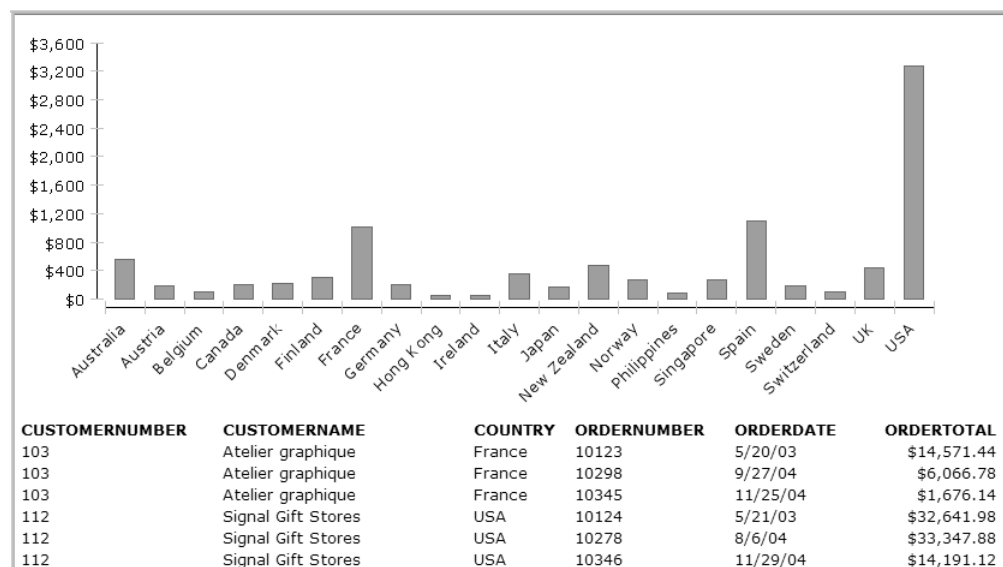 $3,600
$3,200
$2,800
$2,400
$2,000
$1,600
$1,200
$800
$400
$0
Australia
Austria
Belgium
Canada
Denmark
Finland
France
Germany
Hong Kong
Ireland
Italy
Japan
New Zealand
Norway
Philippines
Singapore
Spain
Sweden
Switzerland
UK
USA
CUSTOMERNUMBER CUSTOMERNAME COUNTRY ORDERNUMBER ORDERDATE ORDERTOTAL
103 Atelier graphique France 10123 5/20/03 $14,571.44
103 Atelier graphique France 10298 9/27/04 $6,066.78
103 Atelier graphique France 10345 11/25/04 $1,676.14
112 Signal Gift Stores USA 10124 5/21/03 $32,641.98
112 Signal Gift Stores USA 10278 8/6/04 $33,347.88
112 Signal Gift Stores USA 10346 11/29/04 $14,191.12